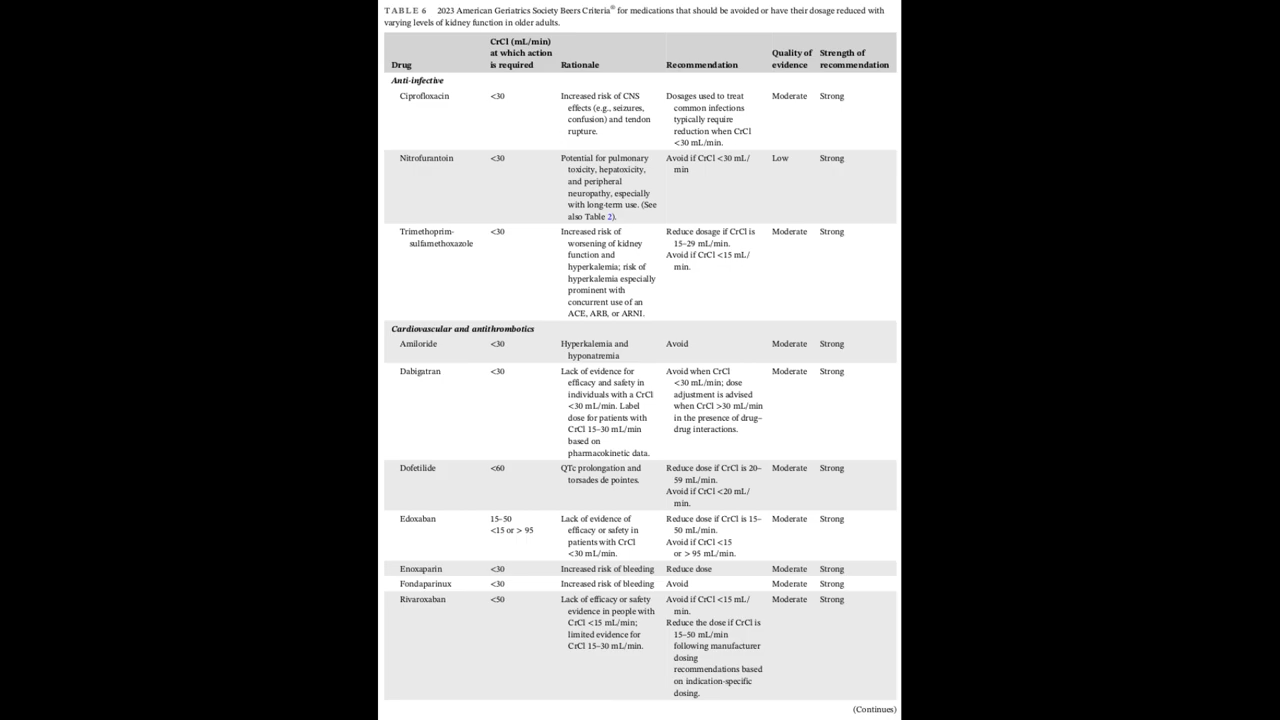 TABLE 6 2023 American Geriatrics Society Beers Criteria® for medications that should be avoided or have their dosage reduced with
varying levels of kidney function in older adults.
Drug
CrCl (mL/min)
at which action
is required
Rationale
Recommendation
Quality of
evidence
Strength of
recommendation
Anti-infective
Ciprofloxacin
<30
Increased risk of CNS
effects (e.g., seizures,
confusion) and tendon
rupture.
Dosages used to treat
common infections
typically require
reduction when CrCl
<30 mL/min.
Moderate
Strong
Nitrofurantoin
<30
Potential for pulmonary
toxicity, hepatoxicity,
and peripheral
neuropathy, especially
with long-term use. (See
also Table 2).
Avoid if CrCl <30 mL/
min
Low
Strong
Trimethoprim-
sulfamethoxazole
<30
Increased risk of
worsening of kidney
function and
hyperkalemia; risk of
hyperkalemia especially
prominent with
concurrent use of an
ACE, ARB, or ARNI.
Reduce dosage if CrCl is
15–29 mL/min.
Avoid if CrCl <15 mL/
min.
Moderate
Strong
Cardiovascular and antithrombotics
Amiloride
<30
Hyperkalemia and
hyponatremia
Avoid
Moderate
Strong
Dabigatran
<30
Lack of evidence for
efficacy and safety in
individuals with a CrCl
<30 mL/min. Label
dose for patients with
CrCl 15–30 mL/min
based on
pharmacokinetic data.
Avoid when CrCl
<30 mL/min; dose
adjustment is advised
when CrCl >30 mL/min
in the presence of drug–
drug interactions.
Moderate
Strong
Dofetilide
<60
QTc prolongation and
torsades de pointes.
Reduce dose if CrCl is 20–
59 mL/min.
Avoid if CrCl <20 mL/
min.
Moderate
Strong
Edoxaban
15–50
<15 or > 95
Lack of evidence of
efficacy or safety in
patients with CrCl
<30 mL/min.
Reduce dose if CrCl is 15–
50 mL/min.
Avoid if CrCl <15
or > 95 mL/min.
Moderate
Strong
Enoxaparin
<30
Increased risk of bleeding
Reduce dose
Moderate
Strong
Fondaparinux
<30
Increased risk of bleeding
Avoid
Moderate
Strong
Rivaroxaban
<50
Lack of efficacy or safety
evidence in people with
CrCl <15 mL/min;
limited evidence for
CrCl 15–30 mL/min.
Avoid if CrCl <15 mL/
min.
Reduce the dose if CrCl is
15–50 mL/min
following manufacturer
dosing
recommendations based
on indication-specific
dosing.
Moderate
Strong
(Continues)